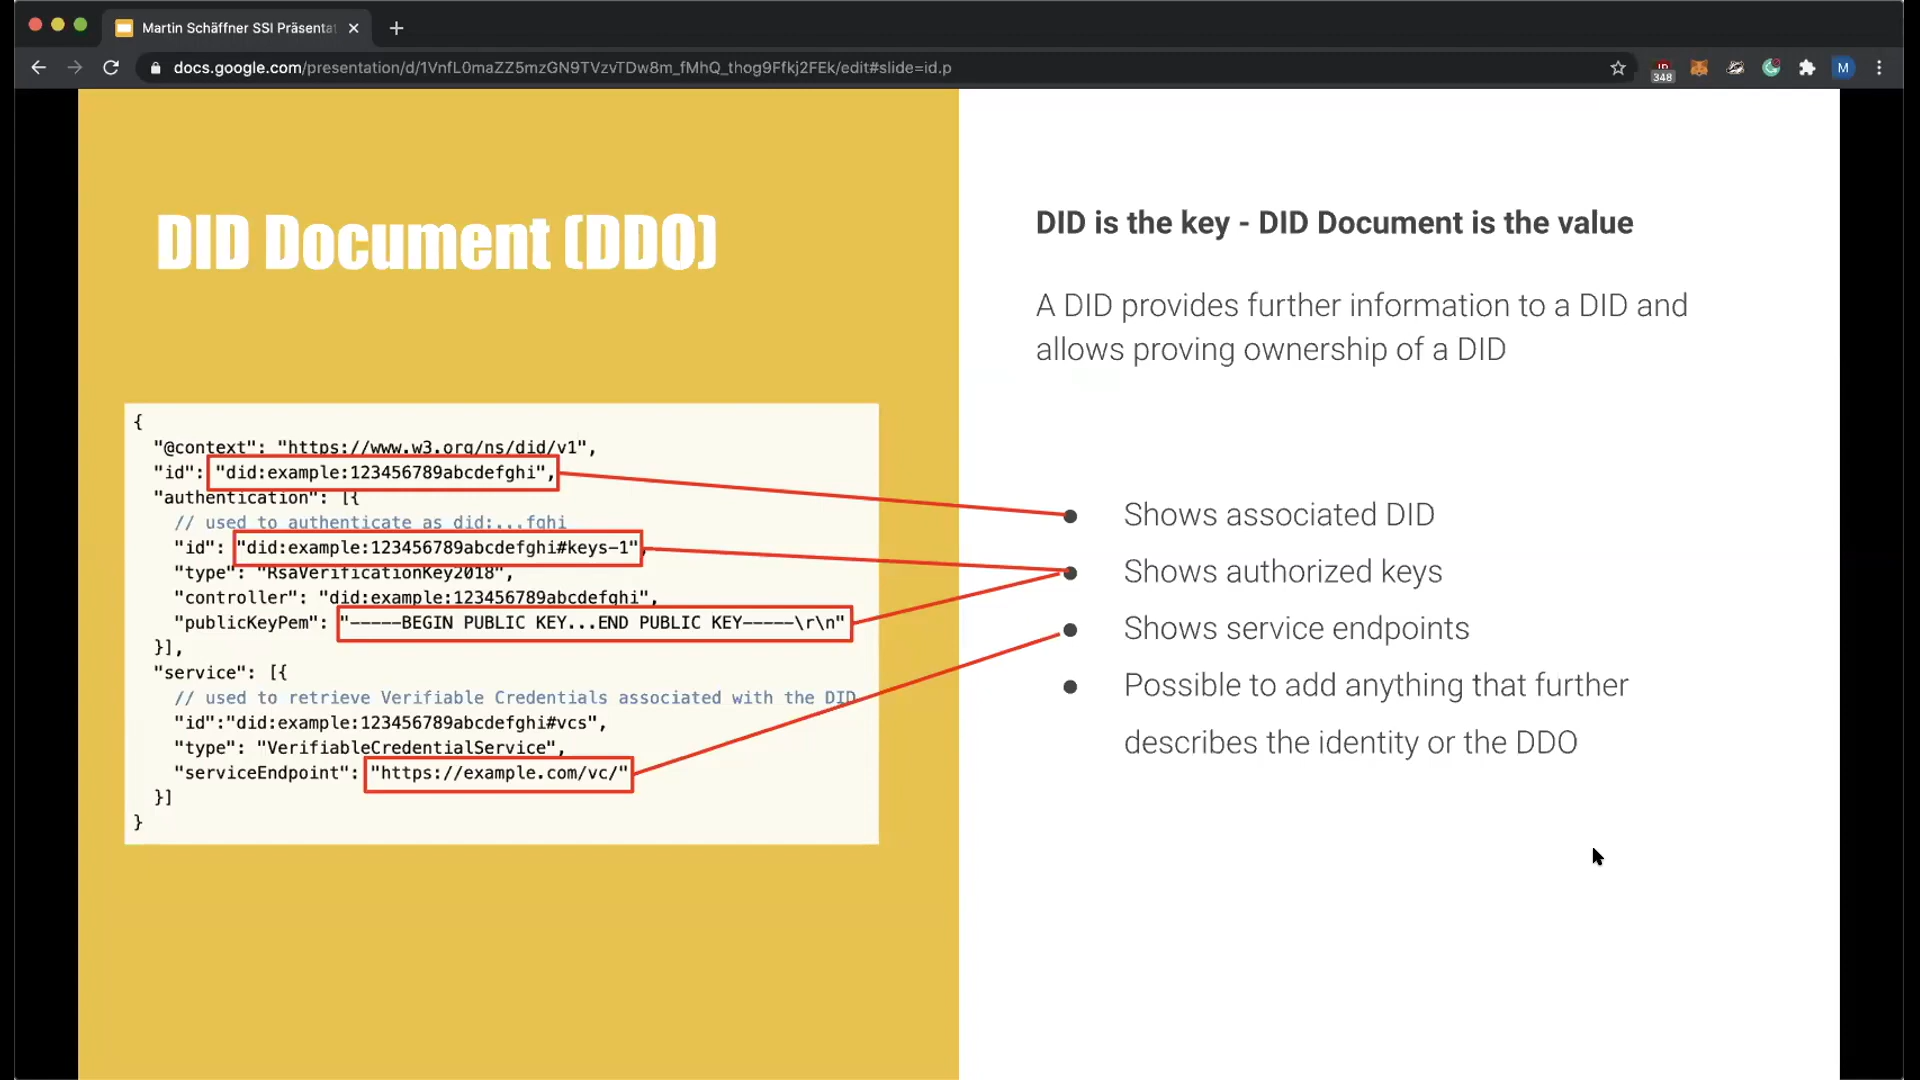 Martin Schäffner SSI Präsenta
docs.google.com/presentation/d/1VnfL0maZZ5mzGN9TVzvTDw8m_fMhQ_thog9Ffkj2FEk/edit#slide=id.p
348
M
DID Document (DDO)
{
"@context": "https://www.w3.org/ns/did/v1",
"id": "did:example:123456789abcdefghi",
"authentication": [{
// used to authenticate as did:...fghi
"id": "did:example:123456789abcdefghi#keys-1",
"type": "RsaVerificationKey2018",
"controller": "did:example:123456789abcdefghi",
"publicKeyPem": "-----BEGIN PUBLIC KEY...END PUBLIC KEY-----\r\n"
}],
"service": [{
// used to retrieve Verifiable Credentials associated with the DID
"id":"did:example:123456789abcdefghi#vcs",
"type": "VerifiableCredentialService",
"serviceEndpoint": "https://example.com/vc/"
}]
}
DID is the key - DID Document is the value
A DID provides further information to a DID and
allows proving ownership of a DID
● Shows associated DID
● Shows authorized keys
● Shows service endpoints
● Possible to add anything that further
describes the identity or the DDO